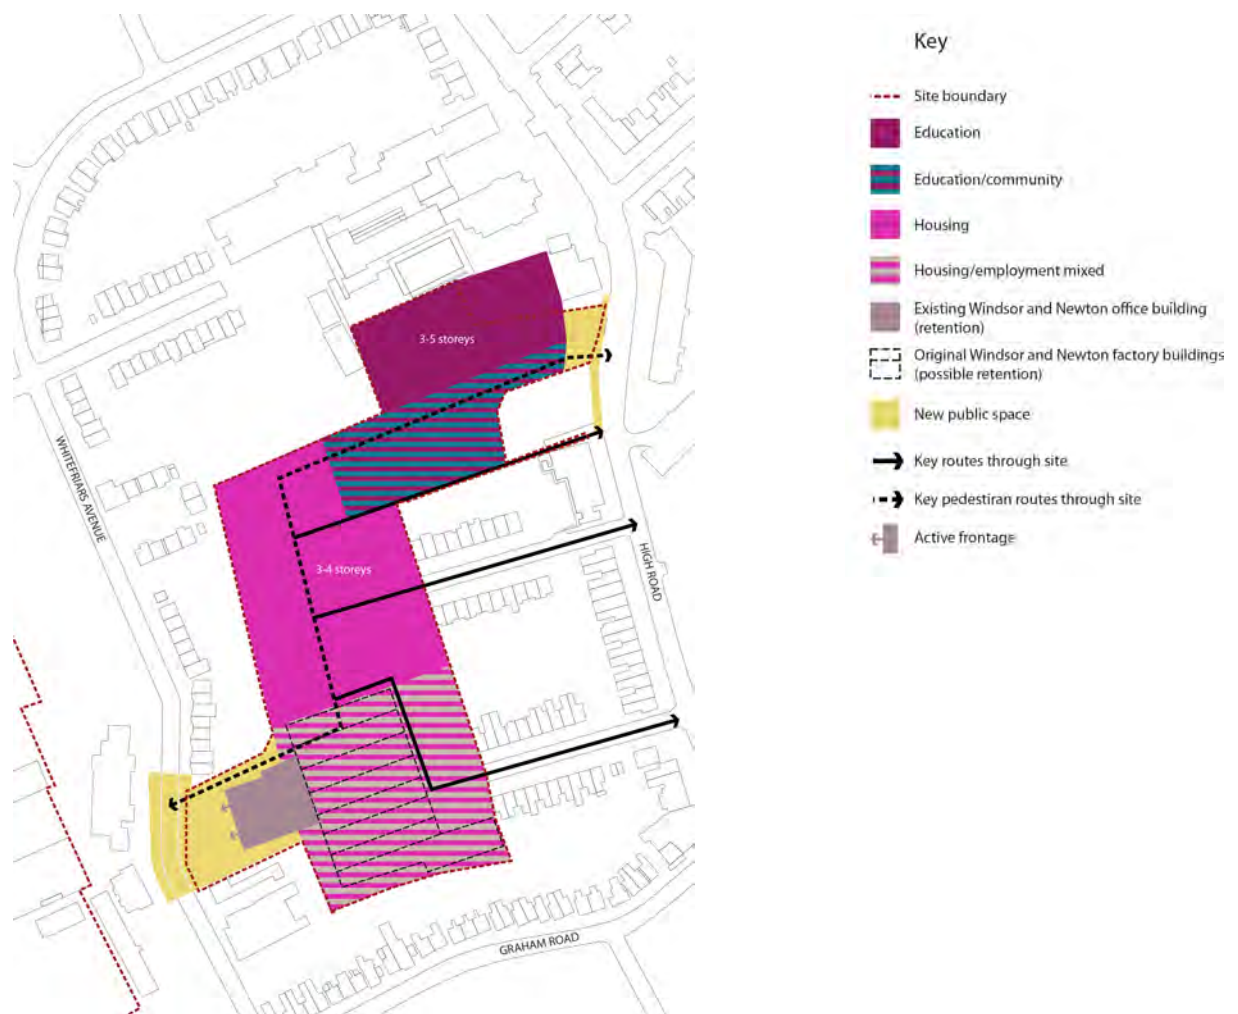 Key
Site boundary
Education
Education/community
Housing
Housing/employment mixed
Existing Windsor and Newton office building
(retention)
Original Windsor and Newton factory buildings
(possible retention)
New public space
Key routes through site
Key pedestiran routes through site
Active frontage
3-5 storeys
WHITEFRIARS AVENUE
3-4 storeys
HIGH ROAD
GRAHAM ROAD